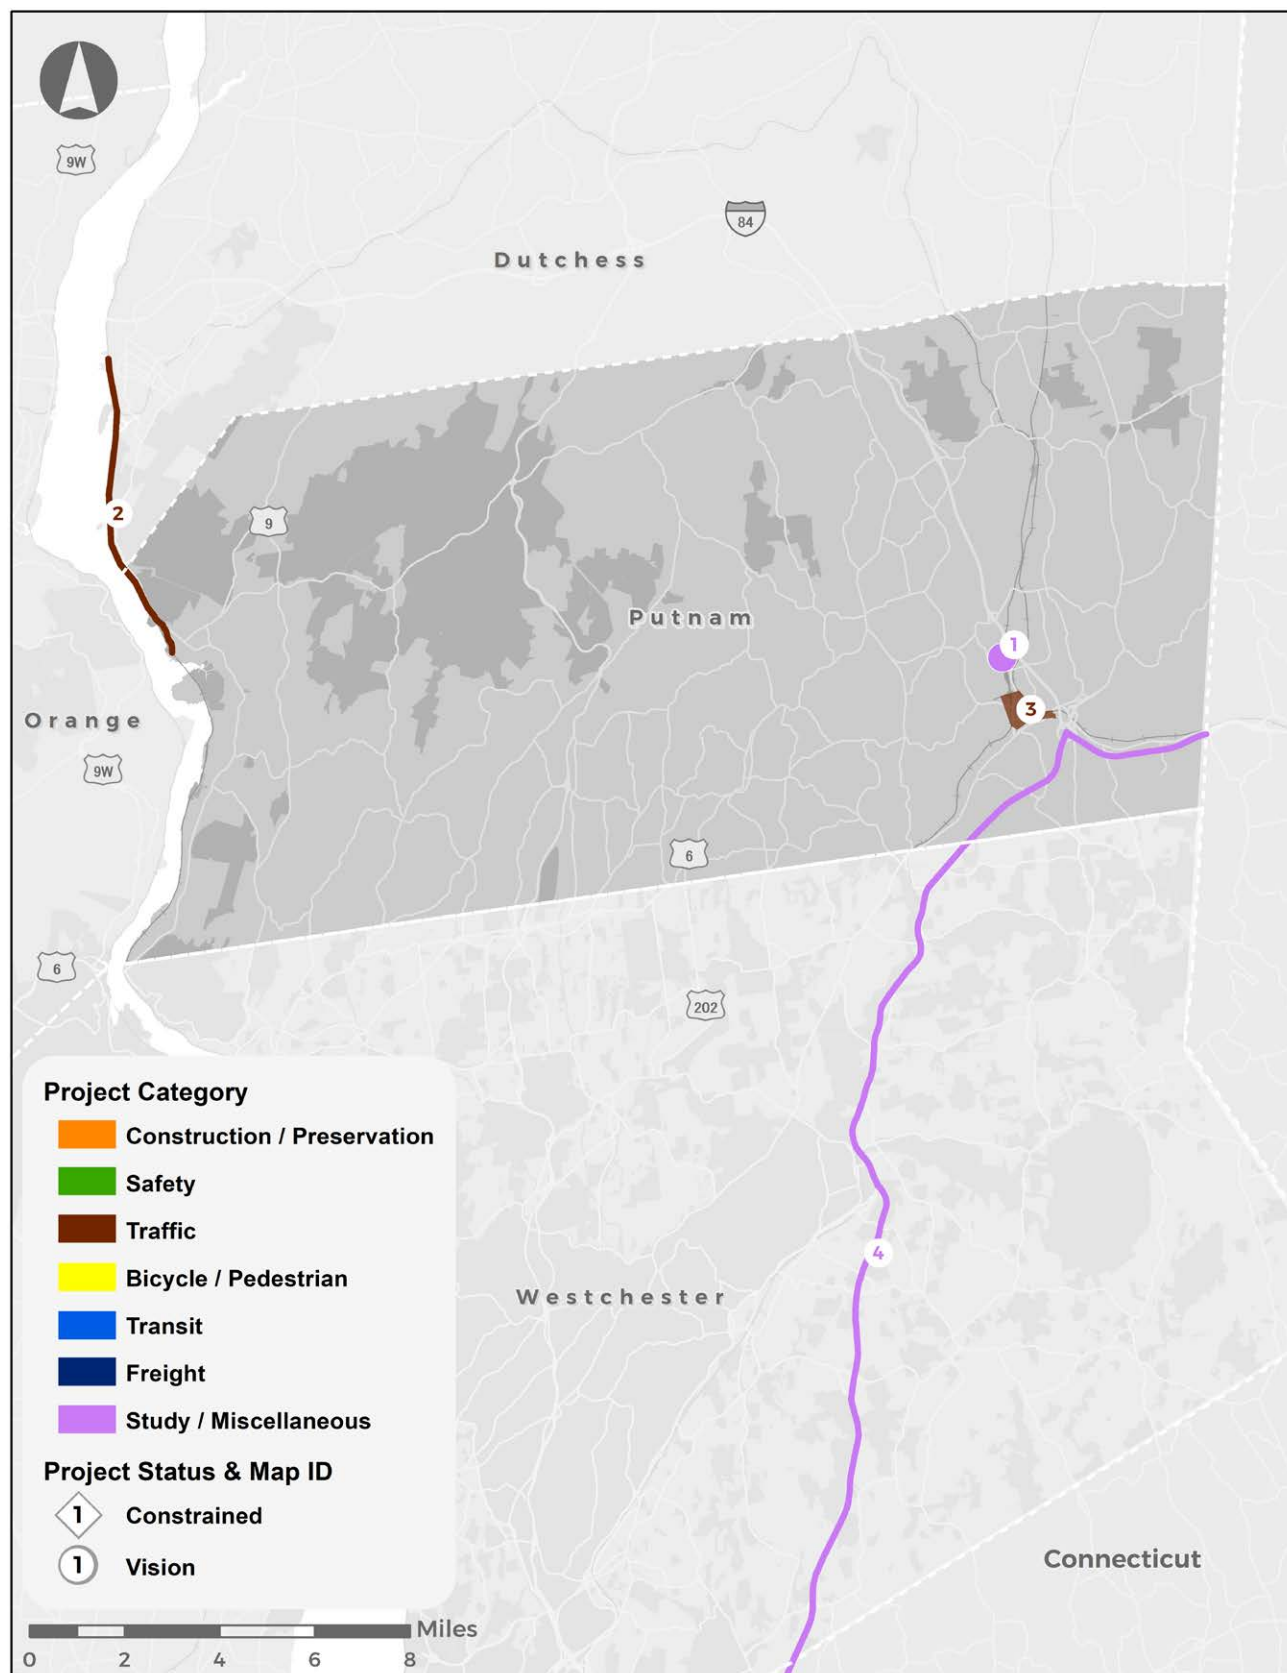 9W
84
Dutchess
2
9
Putnam
1
3
Orange
9W
6
6
202
Project Category
Construction / Preservation
Safety
Traffic
Bicycle / Pedestrian
Transit
Freight
Study / Miscellaneous
Project Status & Map ID
1 Constrained
1 Vision
4
Westchester
Connecticut
Miles
0 2 4 6 8